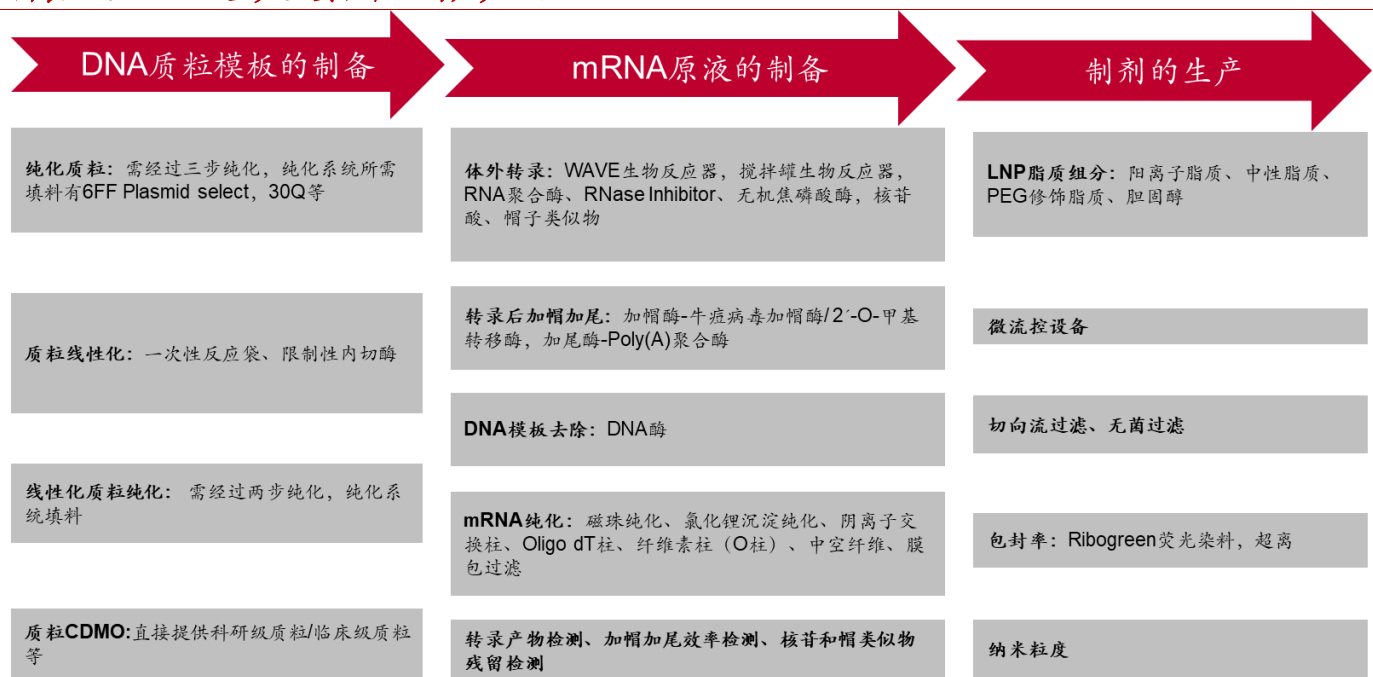 DNA质粒模板的制备
mRNA原液的制备
制剂的生产
纯化质粒：需经过三步纯化，纯化系统所需
填料有6FF Plasmid select，30Q等
质粒线性化：一次性反应袋、限制性内切酶
线性化质粒纯化： 需经过两步纯化，纯化系
统填料
质粒CDMO:直接提供科研级质粒/临床级质粒
等
体外转录：WAVE生物反应器，搅拌罐生物反应器，
RNA聚合酶、RNase Inhibitor、无机焦磷酸酶，核苷
酸、帽子类似物
转录后加帽加尾：加帽酶-牛痘病毒加帽酶/2´-O-甲基
转移酶，加尾酶-Poly(A)聚合酶
DNA模板去除：DNA酶
mRNA纯化：磁珠纯化、氯化锂沉淀纯化、阴离子交
换柱、Oligo dT柱、纤维素柱（O柱）、中空纤维、膜
包过滤
转录产物检测、加帽加尾效率检测、核苷和帽类似物
残留检测
LNP脂质组分：阳离子脂质、中性脂质、
PEG修饰脂质、胆固醇
微流控设备
切向流过滤、无菌过滤
包封率：Ribogreen荧光染料，超离
纳米粒度